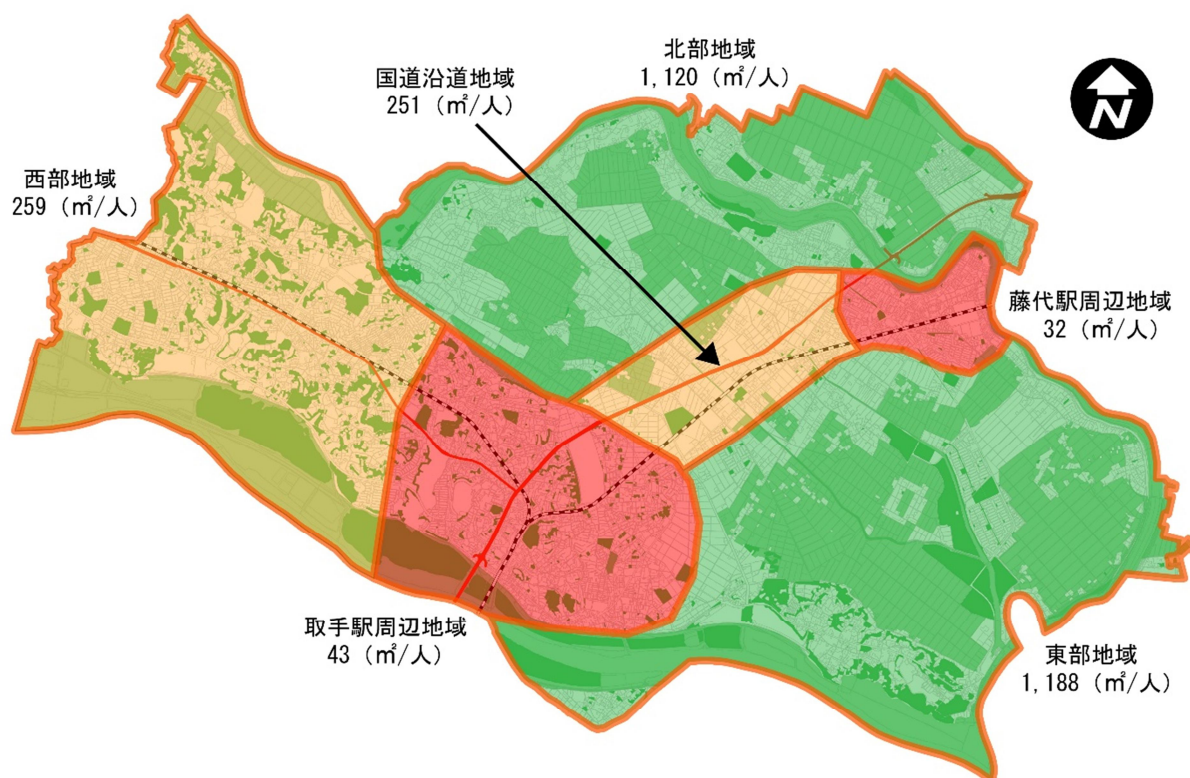 北部地域
1,120（㎡/人）
国道沿道地域
251（㎡/人）
N
西部地域
259（㎡/人）
藤代駅周辺地域
32（㎡/人）
取手駅周辺地域
43（㎡/人）
東部地域
1,188（㎡/人）